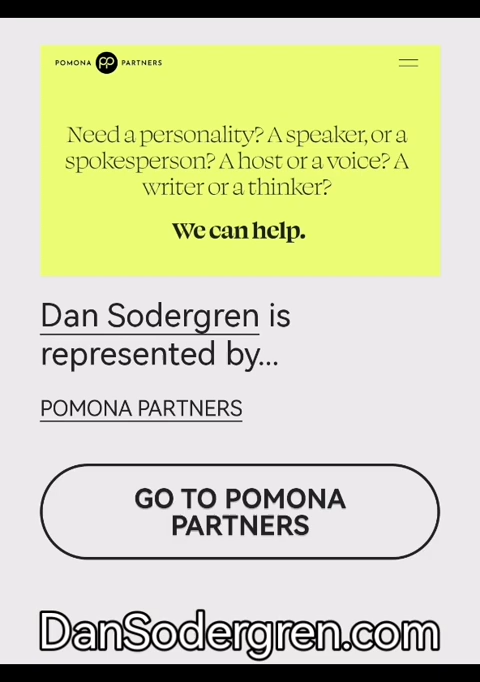 POMONA PP PARTNERS
Need a personality? A speaker, or a
spokesperson? A host or a voice? A
writer or a thinker?
We can help.
Dan Sodergren is
represented by...
POMONA PARTNERS
GO TO POMONA
PARTNERS
DanSodergren.com